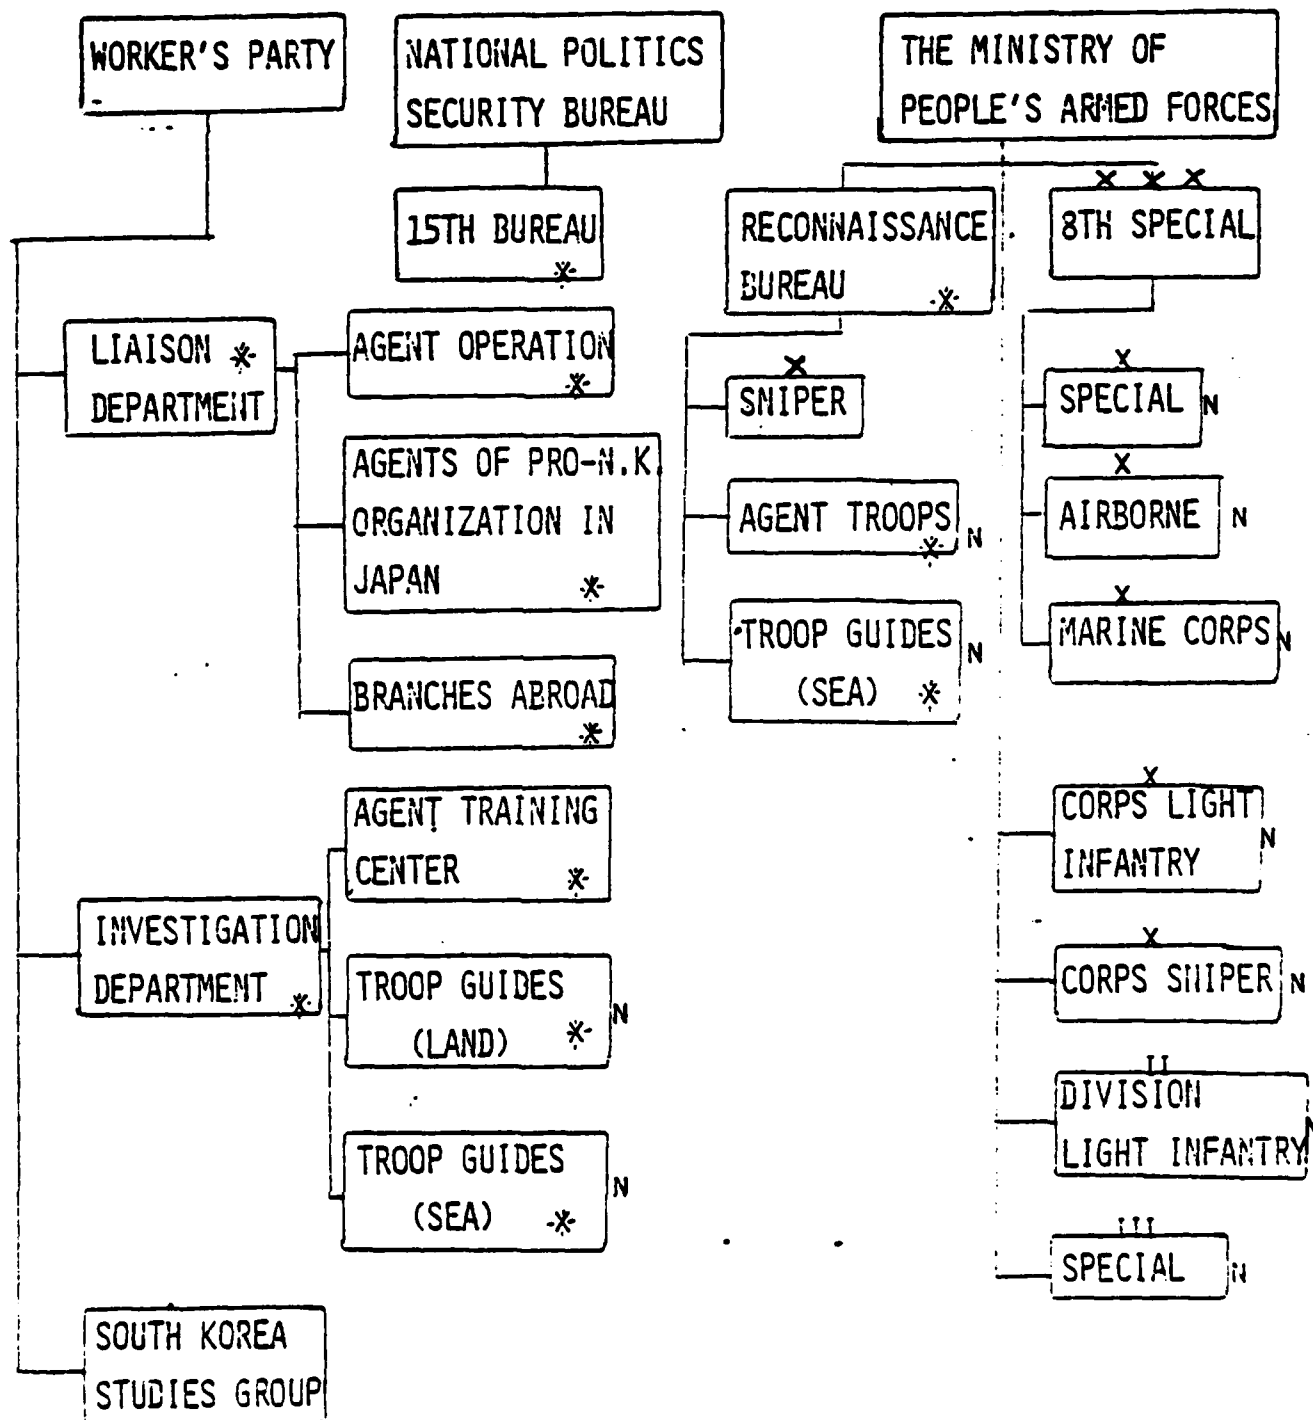 WORKER'S PARTY
NATIONAL POLITICS
SECURITY BUREAU
THE MINISTRY OF
PEOPLE'S ARMED FORCES
15TH BUREAU
*
RECONNAISSANCE
BUREAU *
X X X
8TH SPECIAL
LIAISON *
DEPARTMENT
AGENT OPERATION
*
AGENTS OF PRO-N.K.
ORGANIZATION IN
JAPAN *
BRANCHES ABROAD
*
X
SNIPER
AGENT TROOPS N
*
TROOP GUIDES N
(SEA) *
X
SPECIAL N
X
AIRBORNE N
X
MARINE CORPS N
INVESTIGATION
DEPARTMENT *
AGENT TRAINING
CENTER *
TROOP GUIDES N
(LAND) *
TROOP GUIDES N
(SEA) *
X
CORPS LIGHT
INFANTRY N
X
CORPS SNIPER N
II
DIVISION
LIGHT INFANTRY N
III
SPECIAL N
SOUTH KOREA
STUDIES GROUP